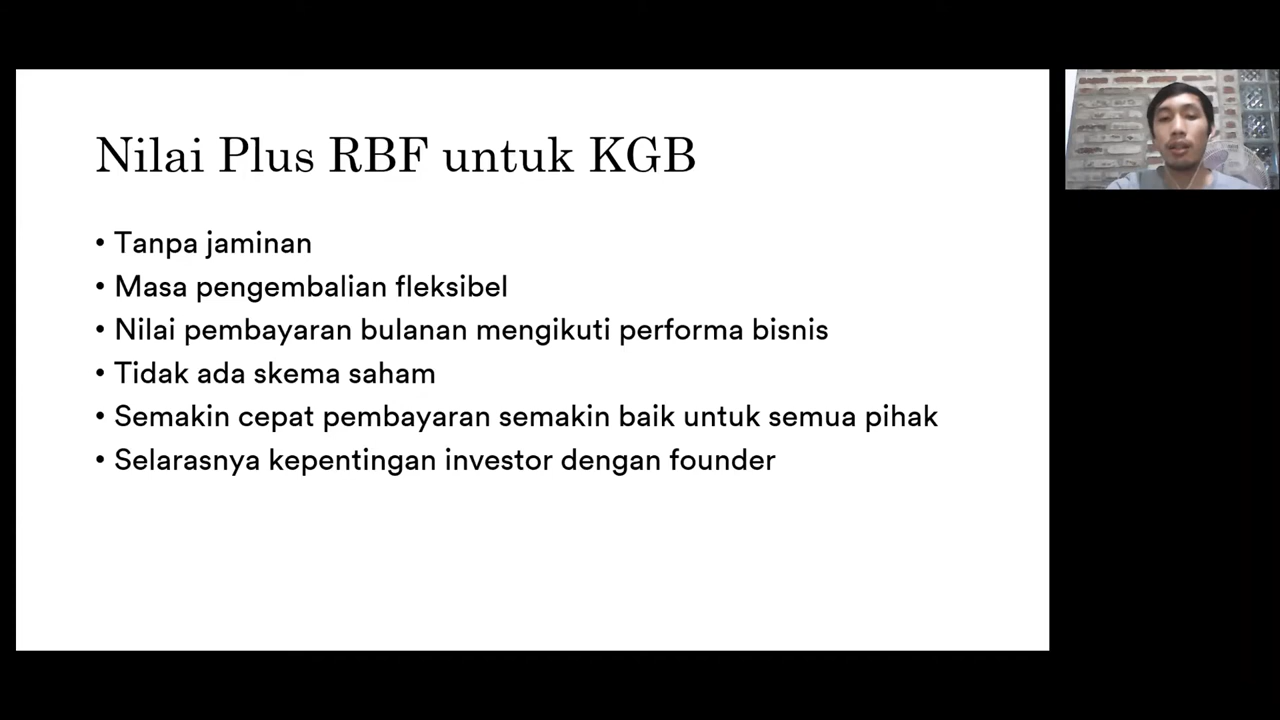 Nilai Plus RBF untuk KGB
• Tanpa jaminan
• Masa pengembalian fleksibel
• Nilai pembayaran bulanan mengikuti performa bisnis
• Tidak ada skema saham
• Semakin cepat pembayaran semakin baik untuk semua pihak
• Selarasnya kepentingan investor dengan founder